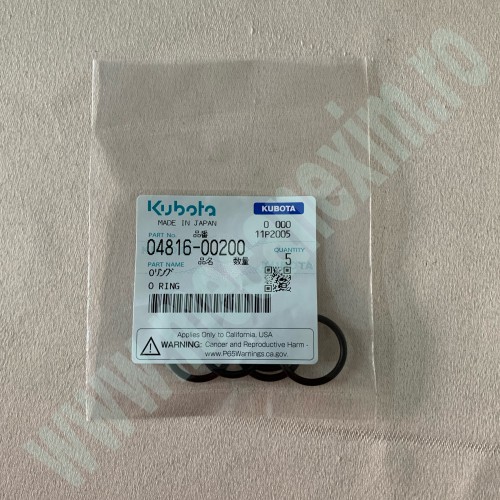 Kubota
KUBOTA
MADE IN JAPAN
0 000
PART No. 品番
11P2005
04816-00200
QUANTITY
5
PART NAME 品名 数量
Oリング
O RING
Applies Only to California, USA
WARNING: Cancer and Reproductive Harm -
www.P65Warnings.ca.gov.